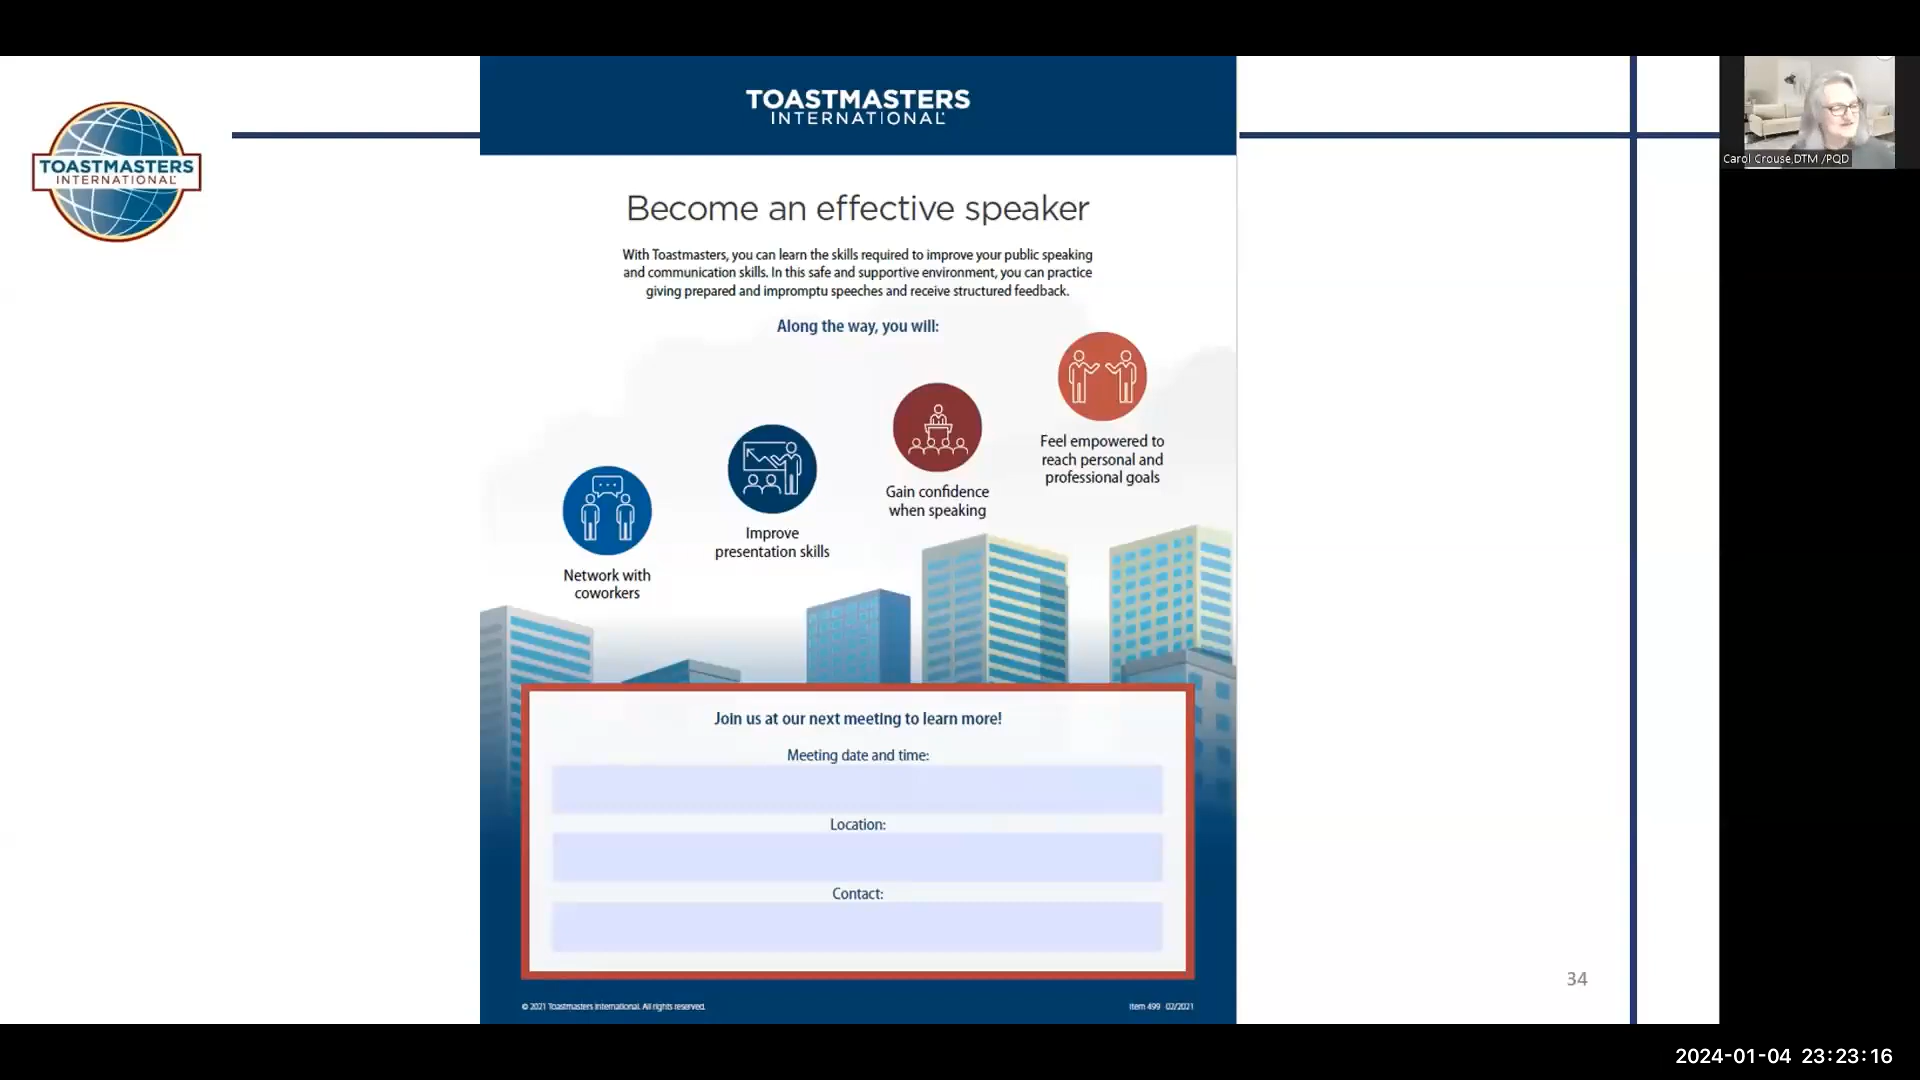 TOASTMASTERS
INTERNATIONAL
TOASTMASTERS
INTERNATIONAL
Carol Crouse,DTM /PQD
Become an effective speaker
With Toastmasters, you can learn the skills required to improve your public speaking
and communication skills. In this safe and supportive environment, you can practice
giving prepared and impromptu speeches and receive structured feedback.
Along the way, you will:
Network with
coworkers
Improve
presentation skills
Gain confidence
when speaking
Feel empowered to
reach personal and
professional goals
Join us at our next meeting to learn more!
Meeting date and time:
Location:
Contact:
© 2021 Toastmasters International. All rights reserved.
Item 499 02/2021
34
2024-01-04 23:23:16